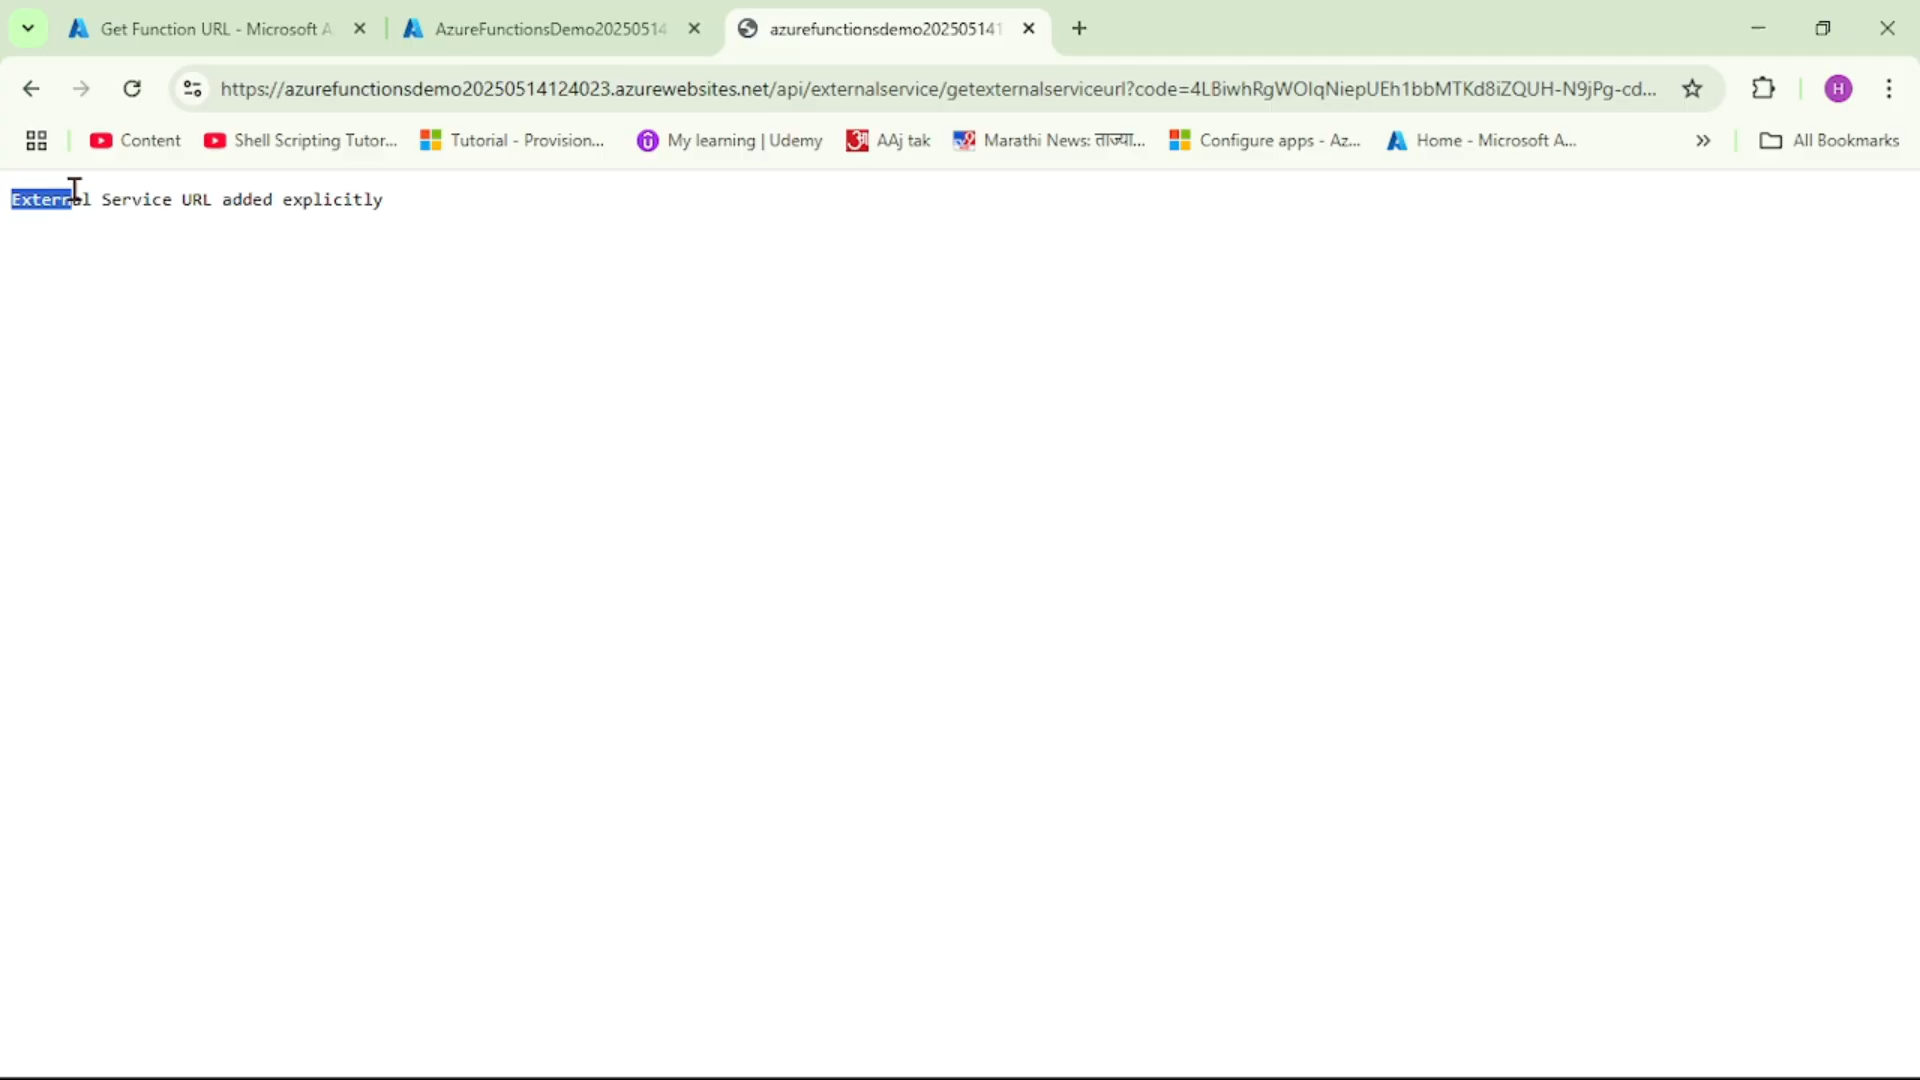 Get Function URL - Microsoft A
AzureFunctionsDemo20250514
azurefunctionsdemo202505141
https://azurefunctionsdemo20250514124023.azurewebsites.net/api/externalservice/getexternalserviceurl?code=4LBiwhRgWOIqNiepUEh1bbMTKd8iZQUH-N9jPg-cd...
H
Content
Shell Scripting Tutor...
Tutorial - Provision...
My learning | Udemy
AAj tak
Marathi News: ताज्या...
Configure apps - Az...
Home - Microsoft A...
All Bookmarks
External Service URL added explicitly